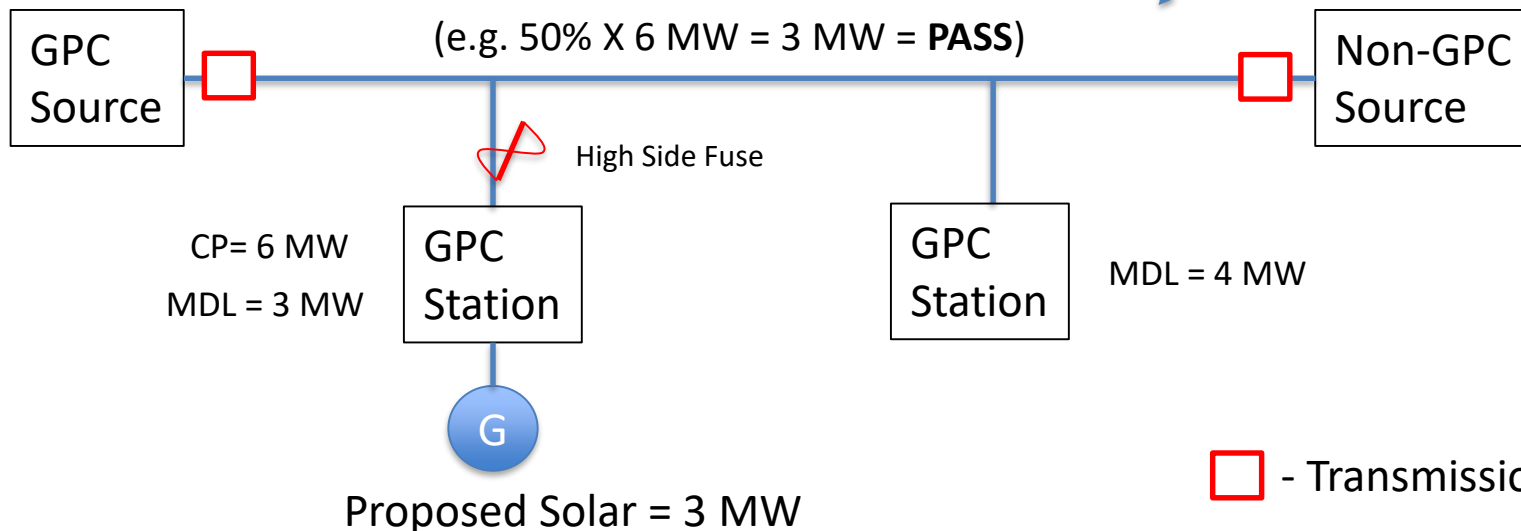 (e.g. 50% X 6 MW = 3 MW = PASS)
GPC
Source
Non-GPC
Source
High Side Fuse
CP= 6 MW
MDL = 3 MW
GPC
Station
GPC
Station
MDL = 4 MW
G
Proposed Solar = 3 MW
- Transmissio